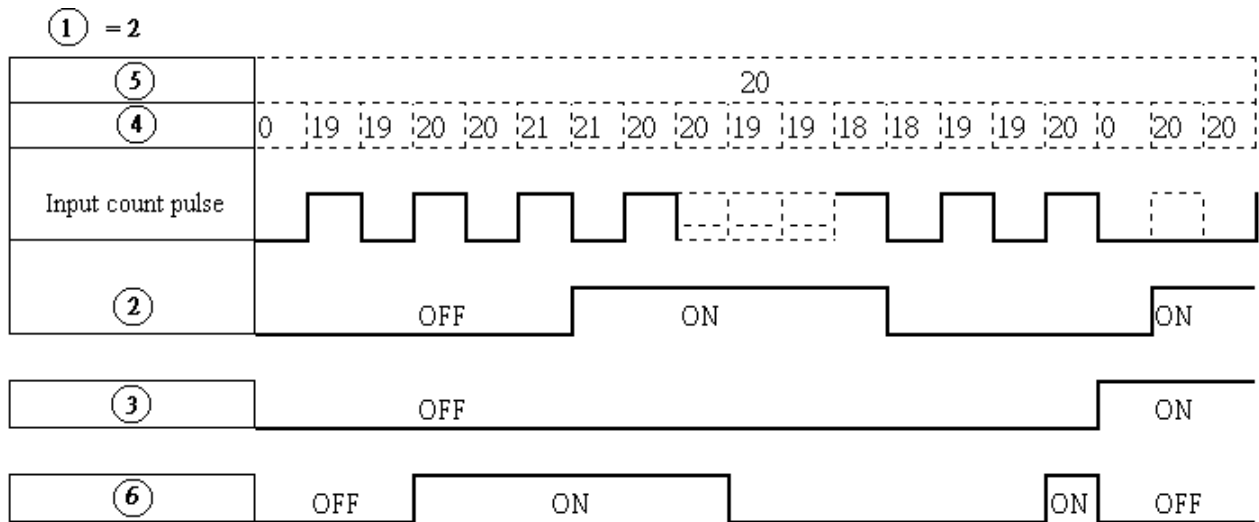 ① = 2
⑤ 20
④ 0 19 19 20 20 21 21 20 20 19 19 18 18 19 19 20 0 20 20
Input count pulse
② OFF ON ON
③ OFF ON
⑥ OFF ON ON OFF